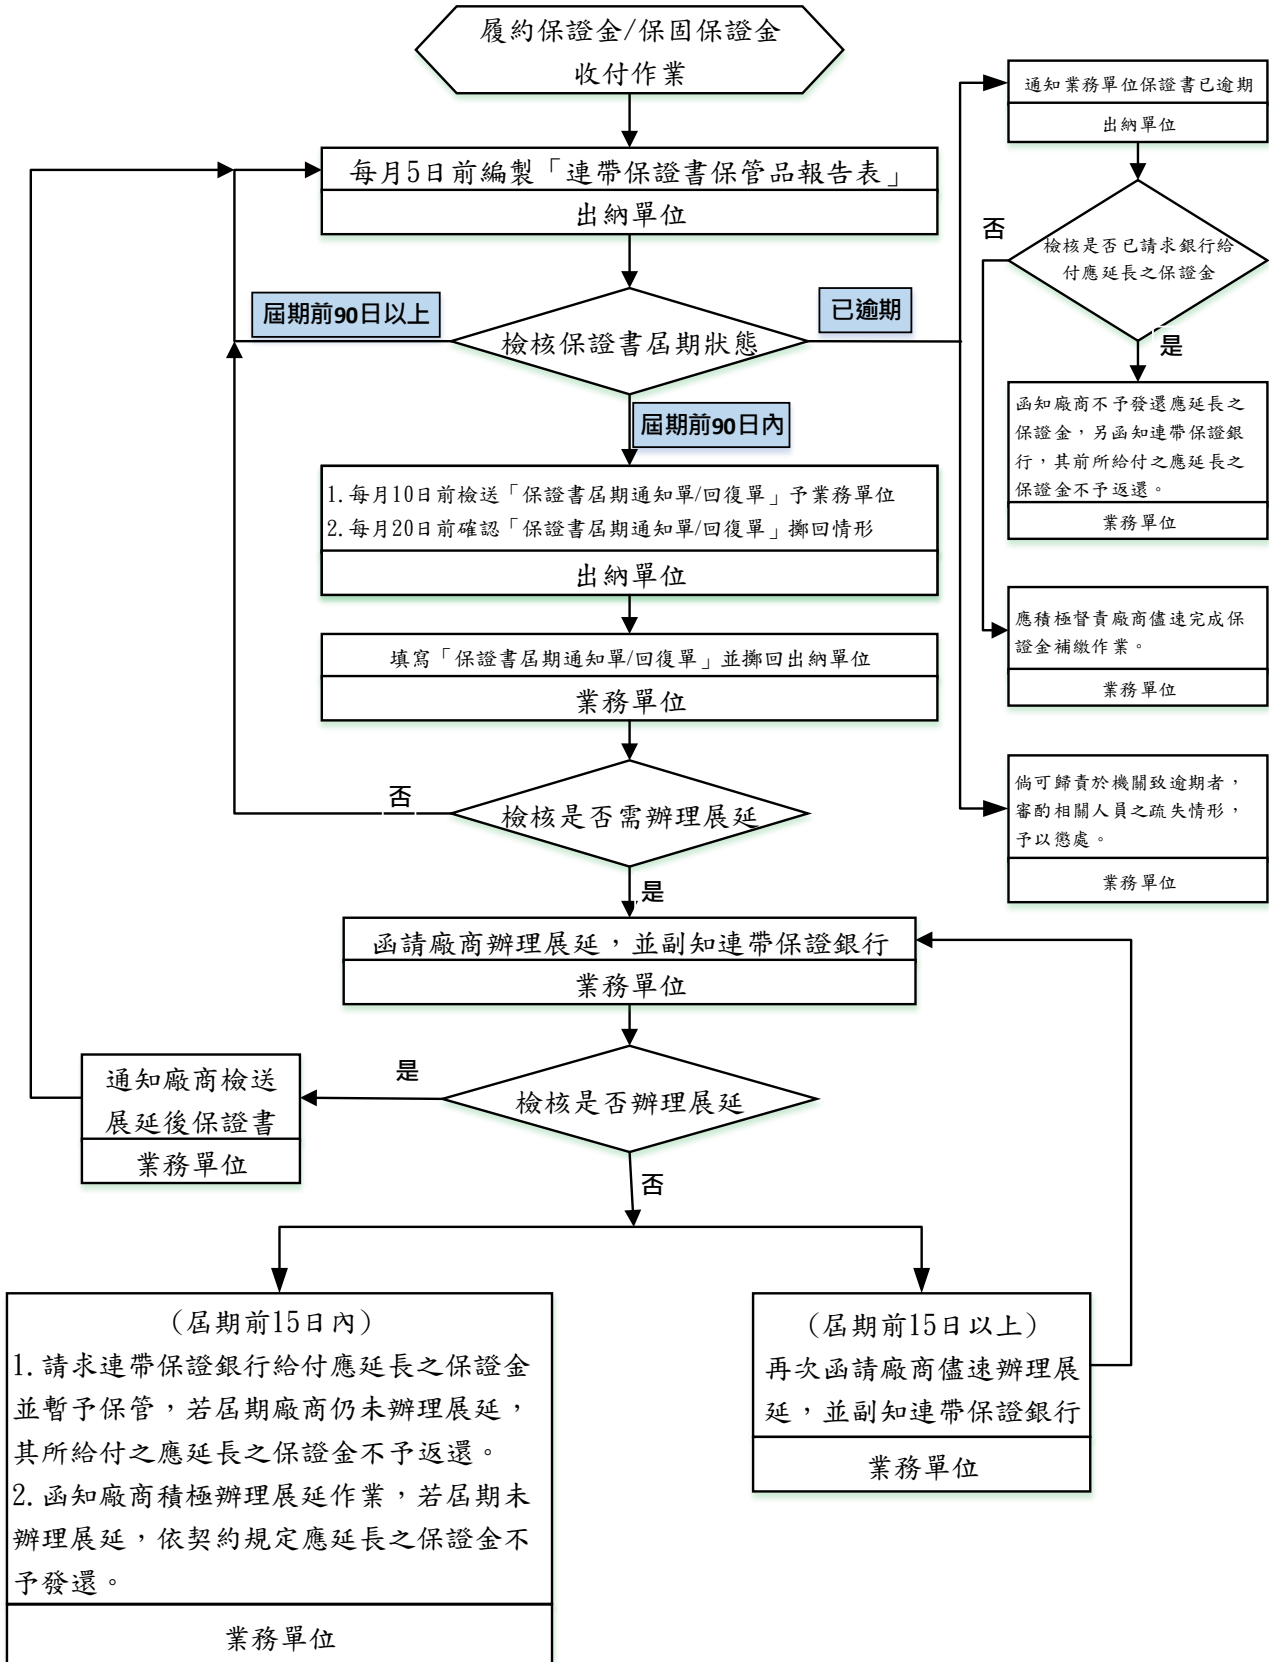 履約保證金/保固保證金
收付作業
每月5日前編製「連帶保證書保管品報告表」
出納單位
屆期前90日以上
已逾期
檢核保證書屆期狀態
屆期前90日內
1.每月10日前檢送「保證書屆期通知單/回復單」予業務單位
2.每月20日前確認「保證書屆期通知單/回復單」擲回情形
出納單位
填寫「保證書屆期通知單/回復單」並擲回出納單位
業務單位
否
檢核是否需辦理展延
是
函請廠商辦理展延，並副知連帶保證銀行
業務單位
是
檢核是否辦理展延
通知廠商檢送
展延後保證書
業務單位
否
（屆期前15日內）
1.請求連帶保證銀行給付應延長之保證金
並暫予保管，若屆期廠商仍未辦理展延，
其所給付之應延長之保證金不予返還。
2.函知廠商積極辦理展延作業，若屆期未
辦理展延，依契約規定應延長之保證金不
予發還。
業務單位
（屆期前15日以上）
再次函請廠商儘速辦理展
延，並副知連帶保證銀行
業務單位
通知業務單位保證書已逾期
出納單位
否
檢核是否已請求銀行給
付應延長之保證金
是
函知廠商不予發還應延長之
保證金，另函知連帶保證銀
行，其前所給付之應延長之
保證金不予返還。
業務單位
應積極督責廠商儘速完成保
證金補繳作業。
業務單位
倘可歸責於機關致逾期者，
審酌相關人員之疏失情形，
予以懲處。
業務單位